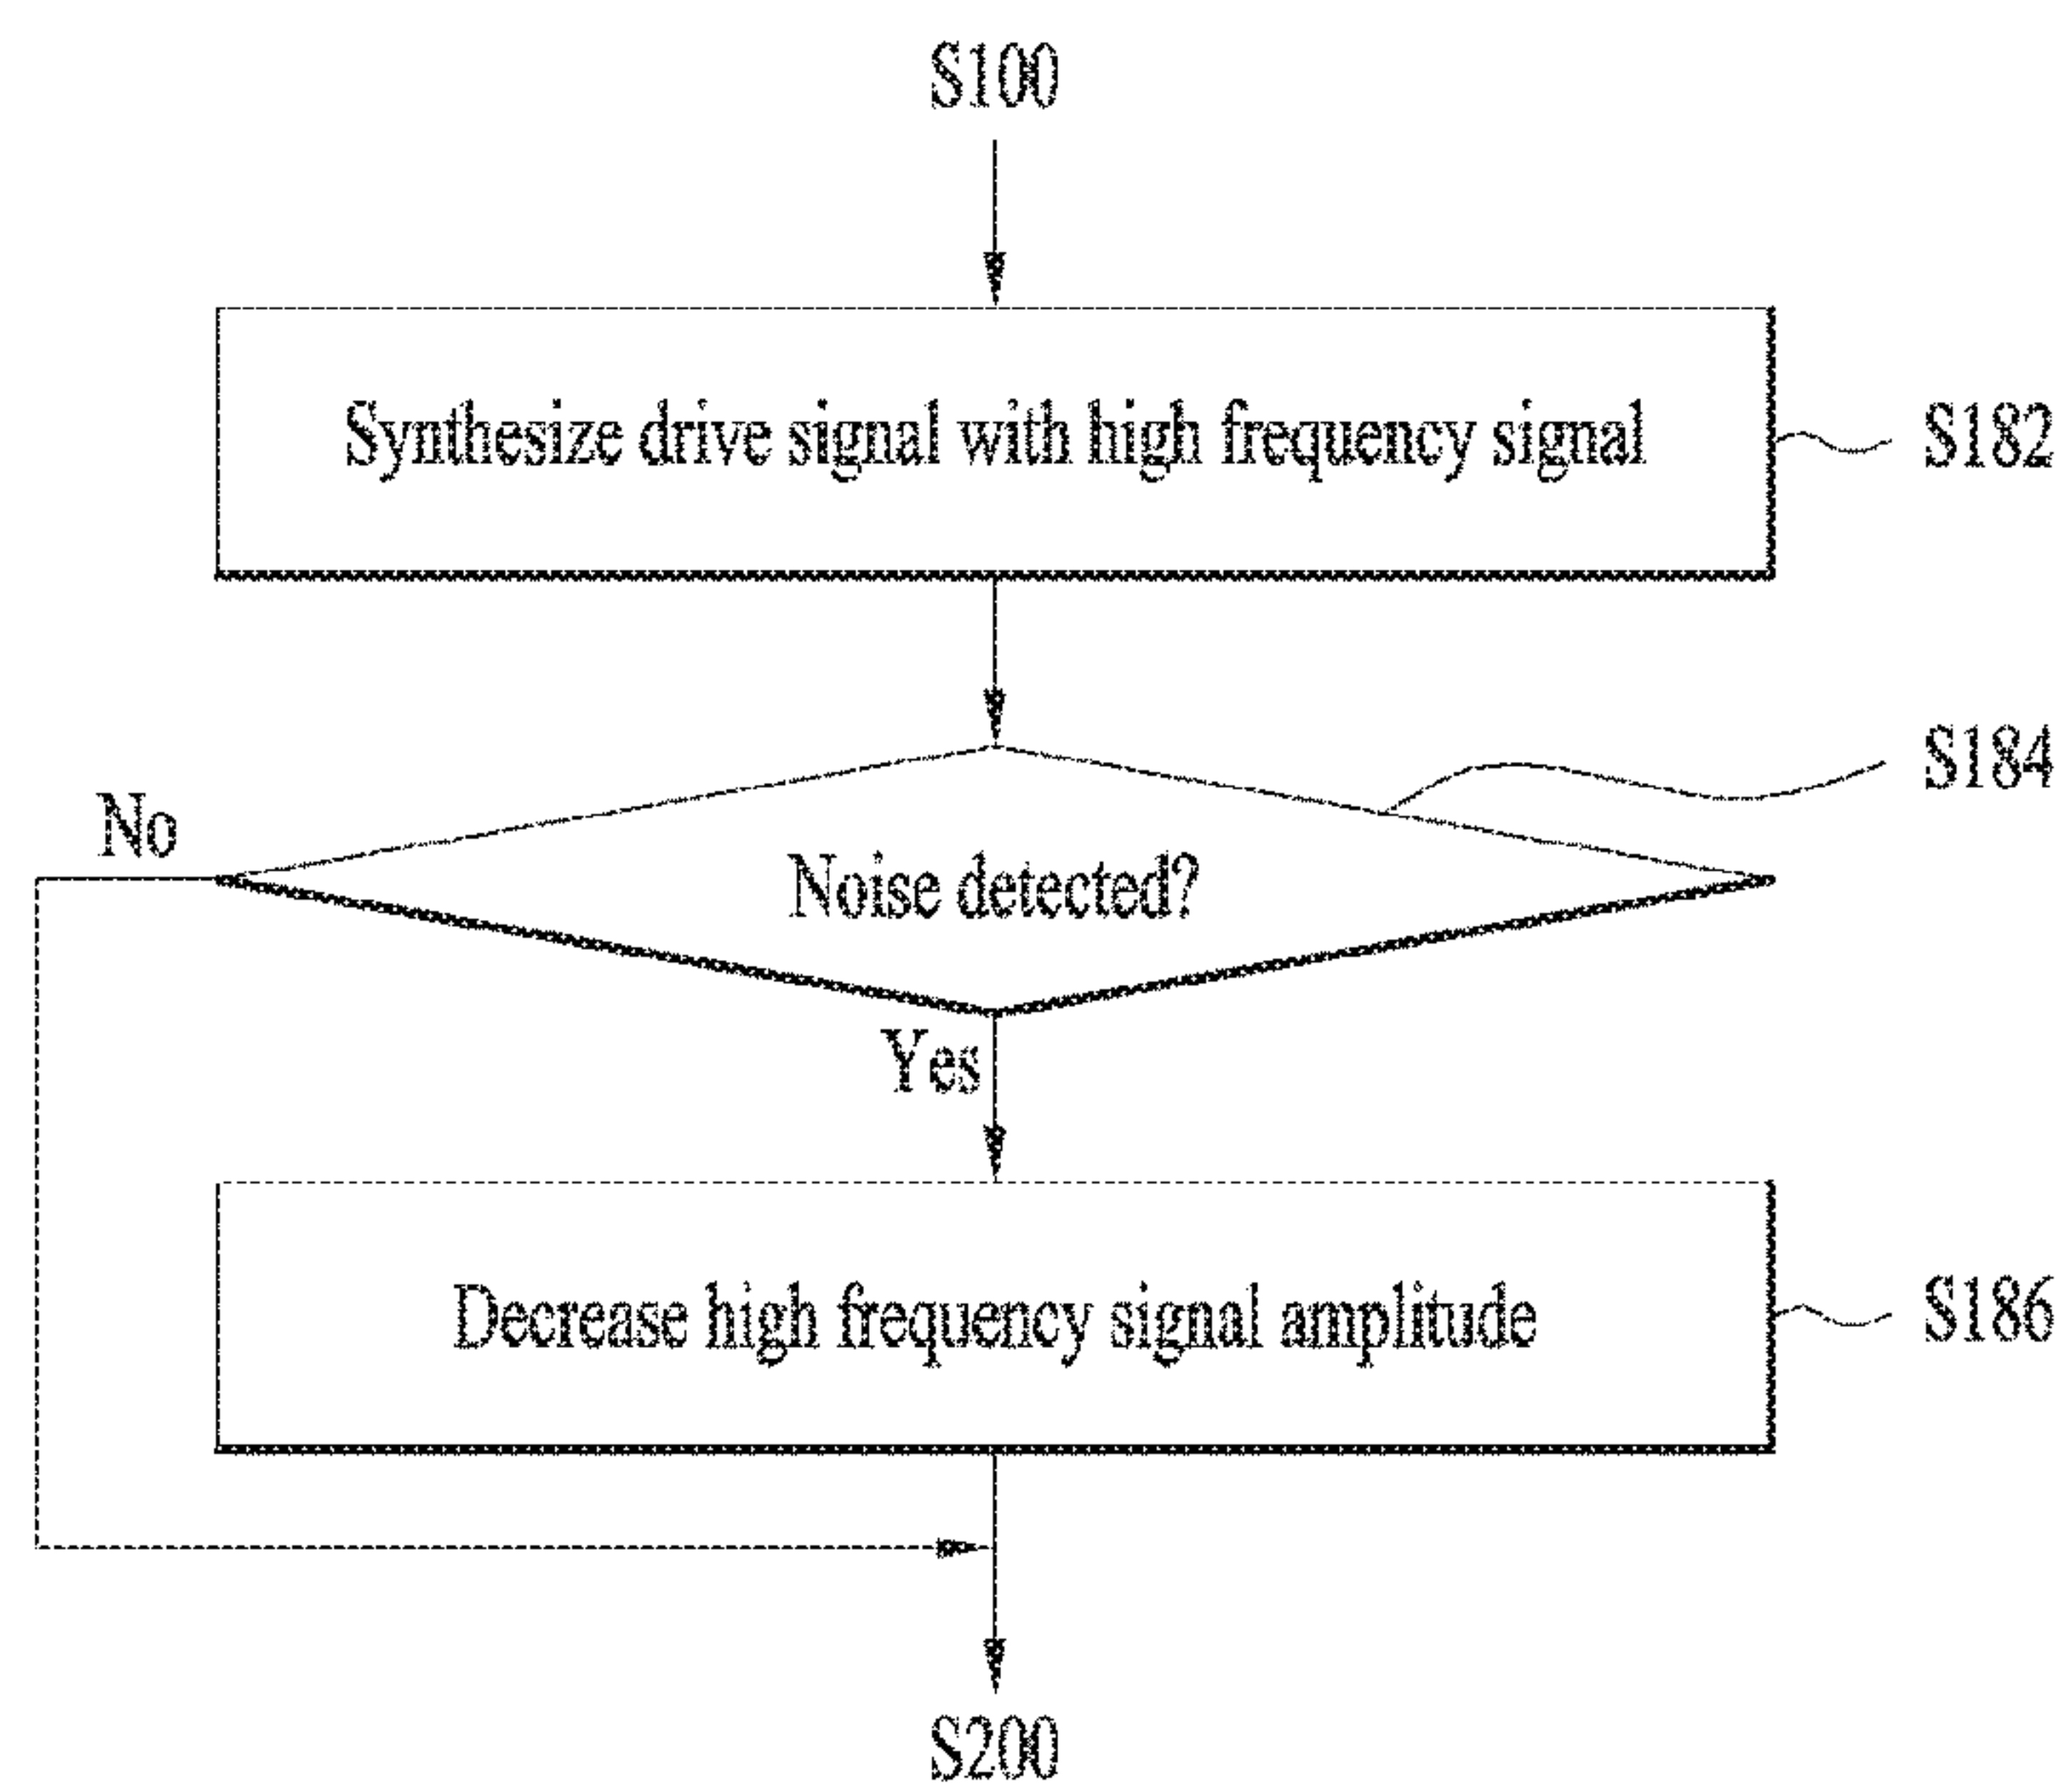 S100
Synthesize drive signal with high frequency signal
S182
S184
No
Noise detected?
Yes
Decrease high frequency signal amplitude
S186
S200